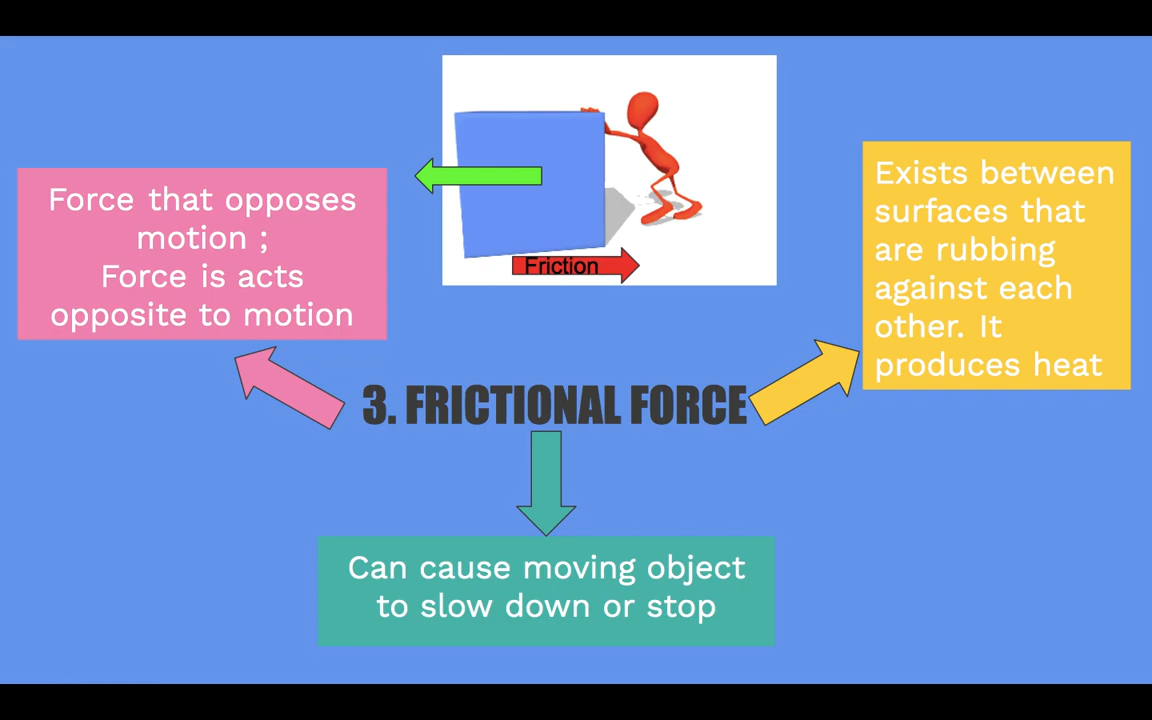 Friction
Force that opposes
motion ;
Force is acts
opposite to motion
Exists between
surfaces that
are rubbing
against each
other. It
produces heat
3. FRICTIONAL FORCE
Can cause moving object
to slow down or stop